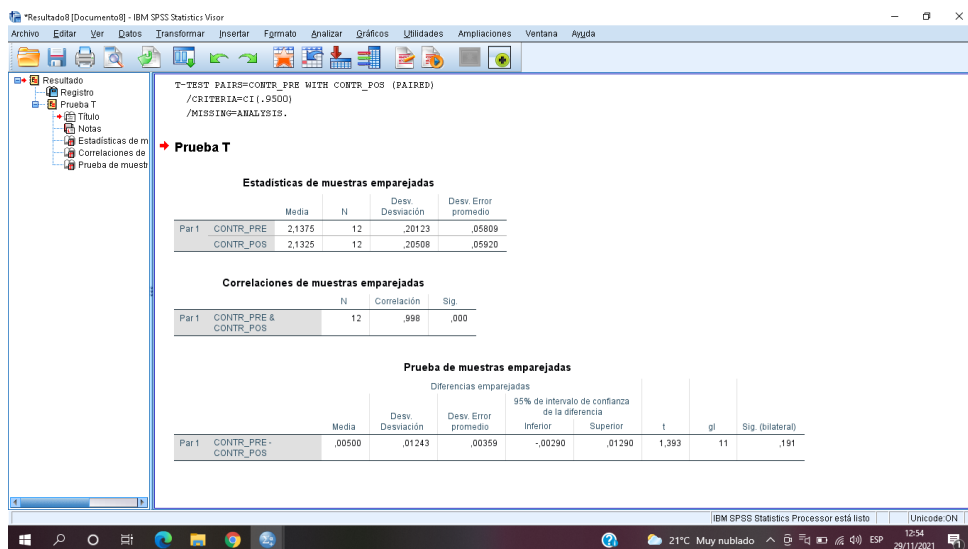 *Resultado8 [Documento8] - IBM SPSS Statistics Visor
Archivo Editar Ver Datos Transformar Insertar Formato Analizar Gráficos Utilidades Ampliaciones Ventana Ayuda
Resultado
Registro
Prueba T
Título
Notas
Estadísticas de m
Correlaciones de
Prueba de muestr
T-TEST PAIRS=CONTR_PRE WITH CONTR_POS (PAIRED)
/CRITERIA=CI(.9500)
/MISSING=ANALYSIS.
Prueba T
Estadísticas de muestras emparejadas
Media N Desv. Desviación Desv. Error promedio
Par 1 CONTR_PRE 2,1375 12 ,20123 ,05809
CONTR_POS 2,1325 12 ,20508 ,05920
Correlaciones de muestras emparejadas
N Correlación Sig.
Par 1 CONTR_PRE & CONTR_POS 12 ,998 ,000
Prueba de muestras emparejadas
Diferencias emparejadas
95% de intervalo de confianza de la diferencia
Media Desv. Desviación Desv. Error promedio Inferior Superior t gl Sig. (bilateral)
Par 1 CONTR_PRE - CONTR_POS ,00500 ,01243 ,00359 -,00290 ,01290 1,393 11 ,191
IBM SPSS Statistics Processor está listo Unicode:ON
21°C Muy nublado ESP 12:54
29/11/2021